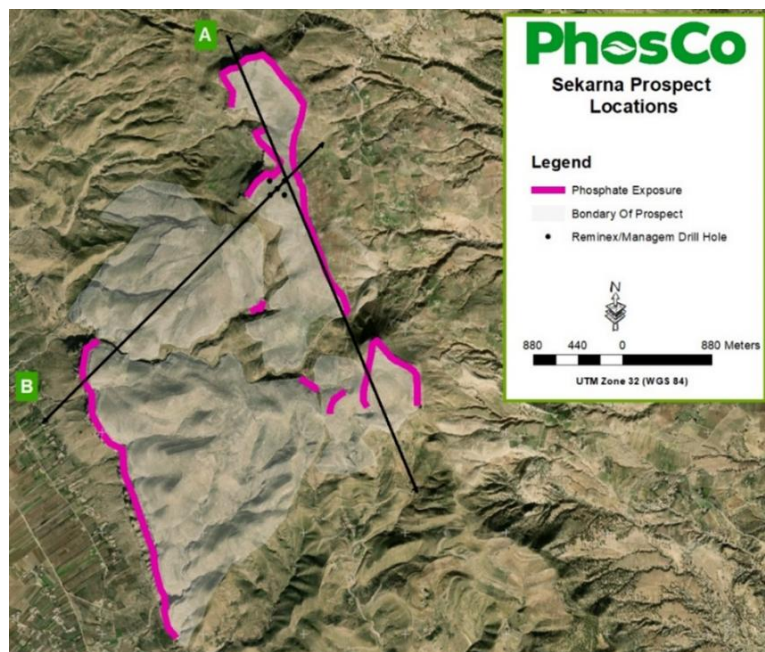 A
B
PhosCo
Sekarna Prospect
Locations
Legend
Phosphate Exposure
Bondary Of Prospect
Reminex/Managem Drill Hole
N
880 440 0 880 Meters
UTM Zone 32 (WGS 84)